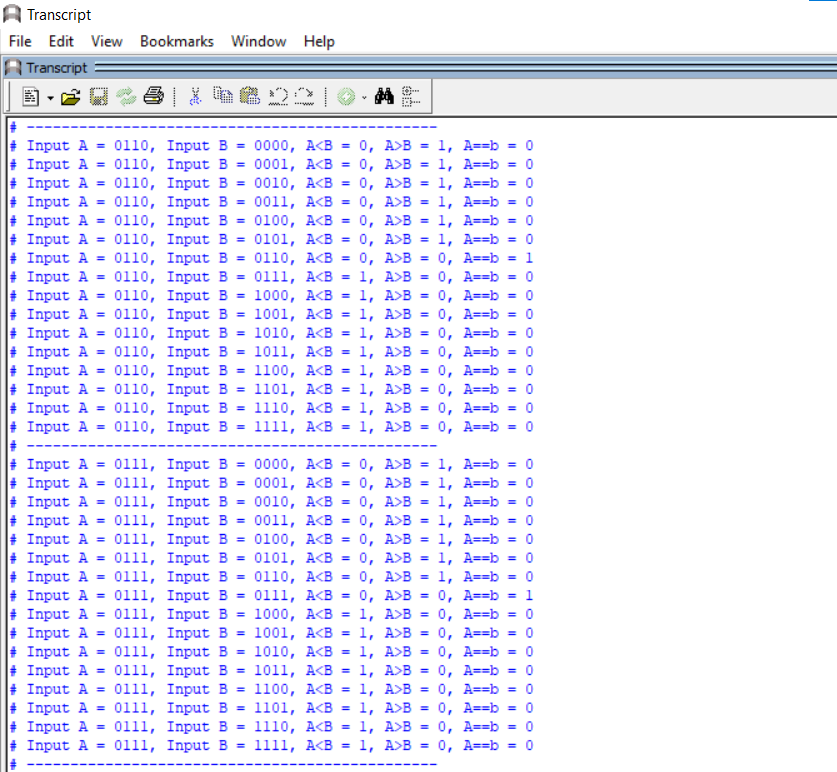 Transcript
File Edit View Bookmarks Window Help
Transcript
# -----------------------------------------------
# Input A = 0110, Input B = 0000, A<B = 0, A>B = 1, A==b = 0
# Input A = 0110, Input B = 0001, A<B = 0, A>B = 1, A==b = 0
# Input A = 0110, Input B = 0010, A<B = 0, A>B = 1, A==b = 0
# Input A = 0110, Input B = 0011, A<B = 0, A>B = 1, A==b = 0
# Input A = 0110, Input B = 0100, A<B = 0, A>B = 1, A==b = 0
# Input A = 0110, Input B = 0101, A<B = 0, A>B = 1, A==b = 0
# Input A = 0110, Input B = 0110, A<B = 0, A>B = 0, A==b = 1
# Input A = 0110, Input B = 0111, A<B = 1, A>B = 0, A==b = 0
# Input A = 0110, Input B = 1000, A<B = 1, A>B = 0, A==b = 0
# Input A = 0110, Input B = 1001, A<B = 1, A>B = 0, A==b = 0
# Input A = 0110, Input B = 1010, A<B = 1, A>B = 0, A==b = 0
# Input A = 0110, Input B = 1011, A<B = 1, A>B = 0, A==b = 0
# Input A = 0110, Input B = 1100, A<B = 1, A>B = 0, A==b = 0
# Input A = 0110, Input B = 1101, A<B = 1, A>B = 0, A==b = 0
# Input A = 0110, Input B = 1110, A<B = 1, A>B = 0, A==b = 0
# Input A = 0110, Input B = 1111, A<B = 1, A>B = 0, A==b = 0
# -----------------------------------------------
# Input A = 0111, Input B = 0000, A<B = 0, A>B = 1, A==b = 0
# Input A = 0111, Input B = 0001, A<B = 0, A>B = 1, A==b = 0
# Input A = 0111, Input B = 0010, A<B = 0, A>B = 1, A==b = 0
# Input A = 0111, Input B = 0011, A<B = 0, A>B = 1, A==b = 0
# Input A = 0111, Input B = 0100, A<B = 0, A>B = 1, A==b = 0
# Input A = 0111, Input B = 0101, A<B = 0, A>B = 1, A==b = 0
# Input A = 0111, Input B = 0110, A<B = 0, A>B = 1, A==b = 0
# Input A = 0111, Input B = 0111, A<B = 0, A>B = 0, A==b = 1
# Input A = 0111, Input B = 1000, A<B = 1, A>B = 0, A==b = 0
# Input A = 0111, Input B = 1001, A<B = 1, A>B = 0, A==b = 0
# Input A = 0111, Input B = 1010, A<B = 1, A>B = 0, A==b = 0
# Input A = 0111, Input B = 1011, A<B = 1, A>B = 0, A==b = 0
# Input A = 0111, Input B = 1100, A<B = 1, A>B = 0, A==b = 0
# Input A = 0111, Input B = 1101, A<B = 1, A>B = 0, A==b = 0
# Input A = 0111, Input B = 1110, A<B = 1, A>B = 0, A==b = 0
# Input A = 0111, Input B = 1111, A<B = 1, A>B = 0, A==b = 0
# -----------------------------------------------